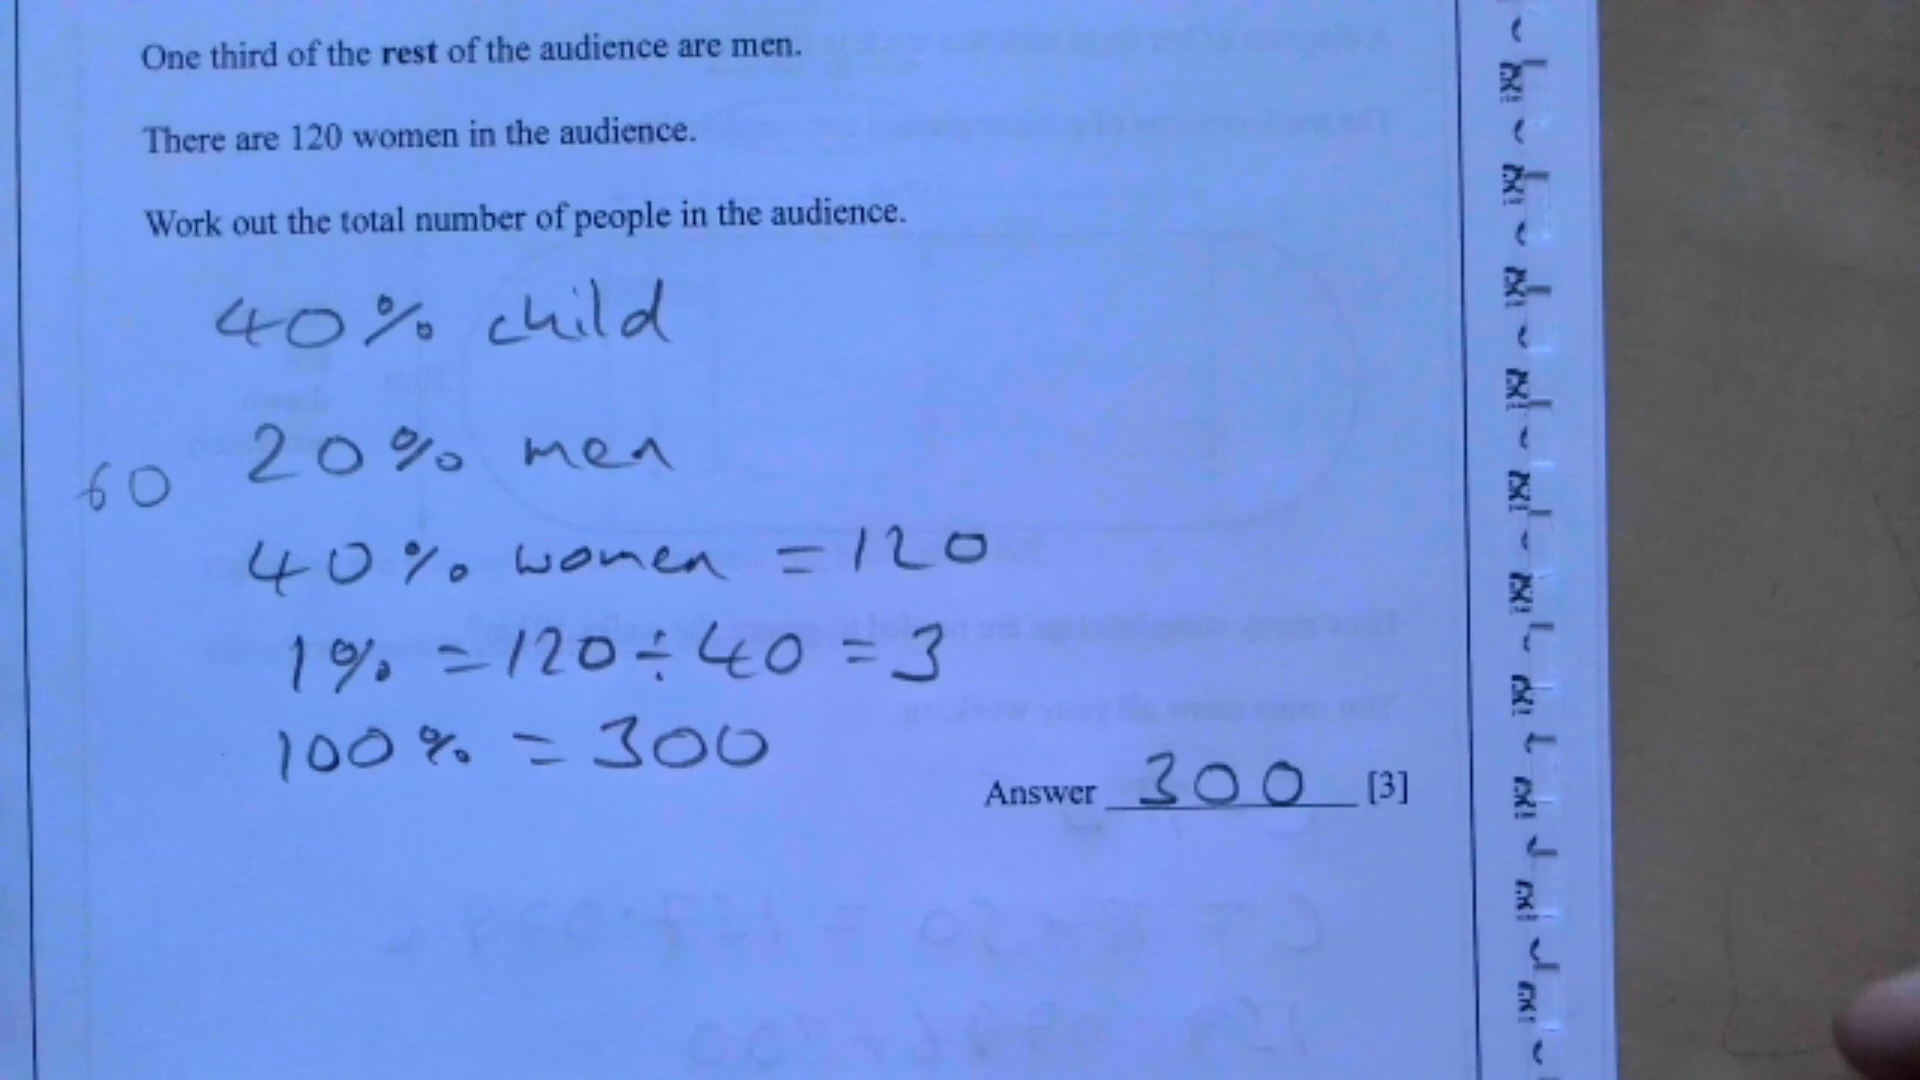 One third of the rest of the audience are men.
There are 120 women in the audience.
Work out the total number of people in the audience.
40% child
20% men
60
40% women = 120
1% = 120 ÷ 40 = 3
100% = 300
Answer 300 [3]